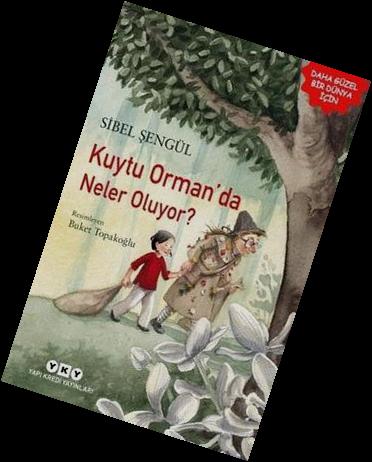 DAHA GÜZEL
BİR DÜNYA
İÇİN
SİBEL ŞENGÜL
Kuytu Orman'da
Neler Oluyor?
Resimleyen
Buket Topakoğlu
YKY
YAPI KREDİ YAYINLARI